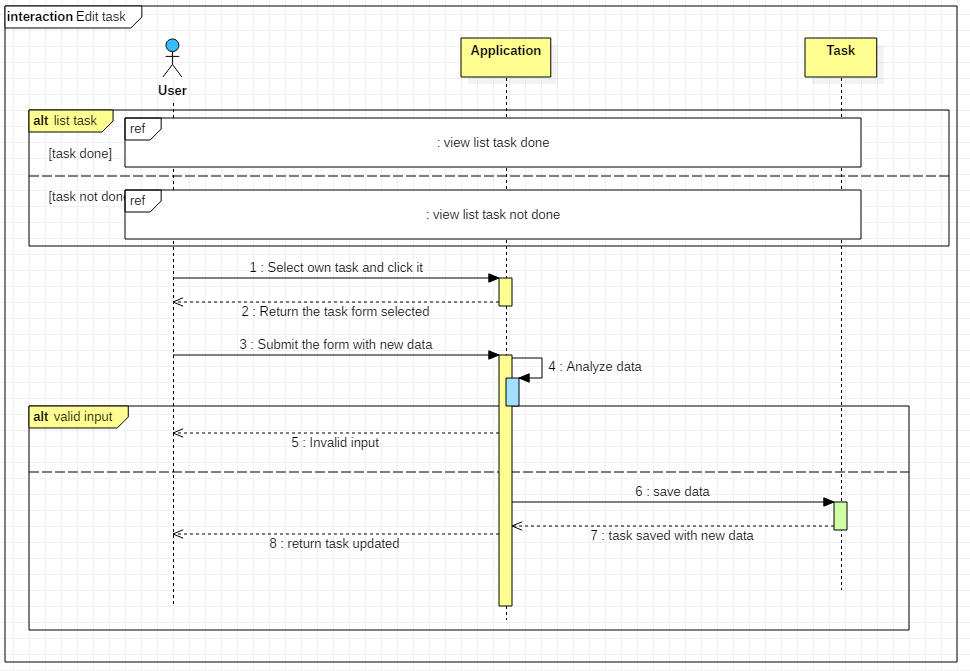 interaction Edit task
User
Application
Task
alt list task
ref
: view list task done
[task done]
[task not done
ref
: view list task not done
1 : Select own task and click it
2 : Return the task form selected
3 : Submit the form with new data
4 : Analyze data
alt valid input
5 : Invalid input
6 : save data
7 : task saved with new data
8 : return task updated